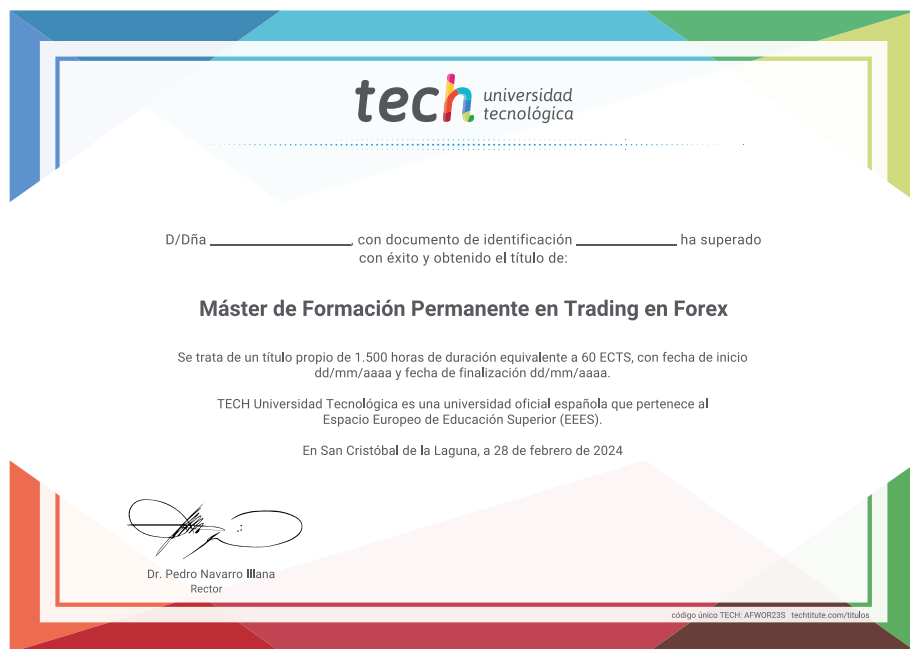 tech universidad
tecnológica
D/Dña ____________________, con documento de identificación ______________ ha superado
con éxito y obtenido el título de:
Máster de Formación Permanente en Trading en Forex
Se trata de un título propio de 1.500 horas de duración equivalente a 60 ECTS, con fecha de inicio
dd/mm/aaaa y fecha de finalización dd/mm/aaaa.
TECH Universidad Tecnológica es una universidad oficial española que pertenece al
Espacio Europeo de Educación Superior (EEES).
En San Cristóbal de la Laguna, a 28 de febrero de 2024
Dr. Pedro Navarro Illana
Rector
código único TECH: AFWOR23S techtitute.com/titulos